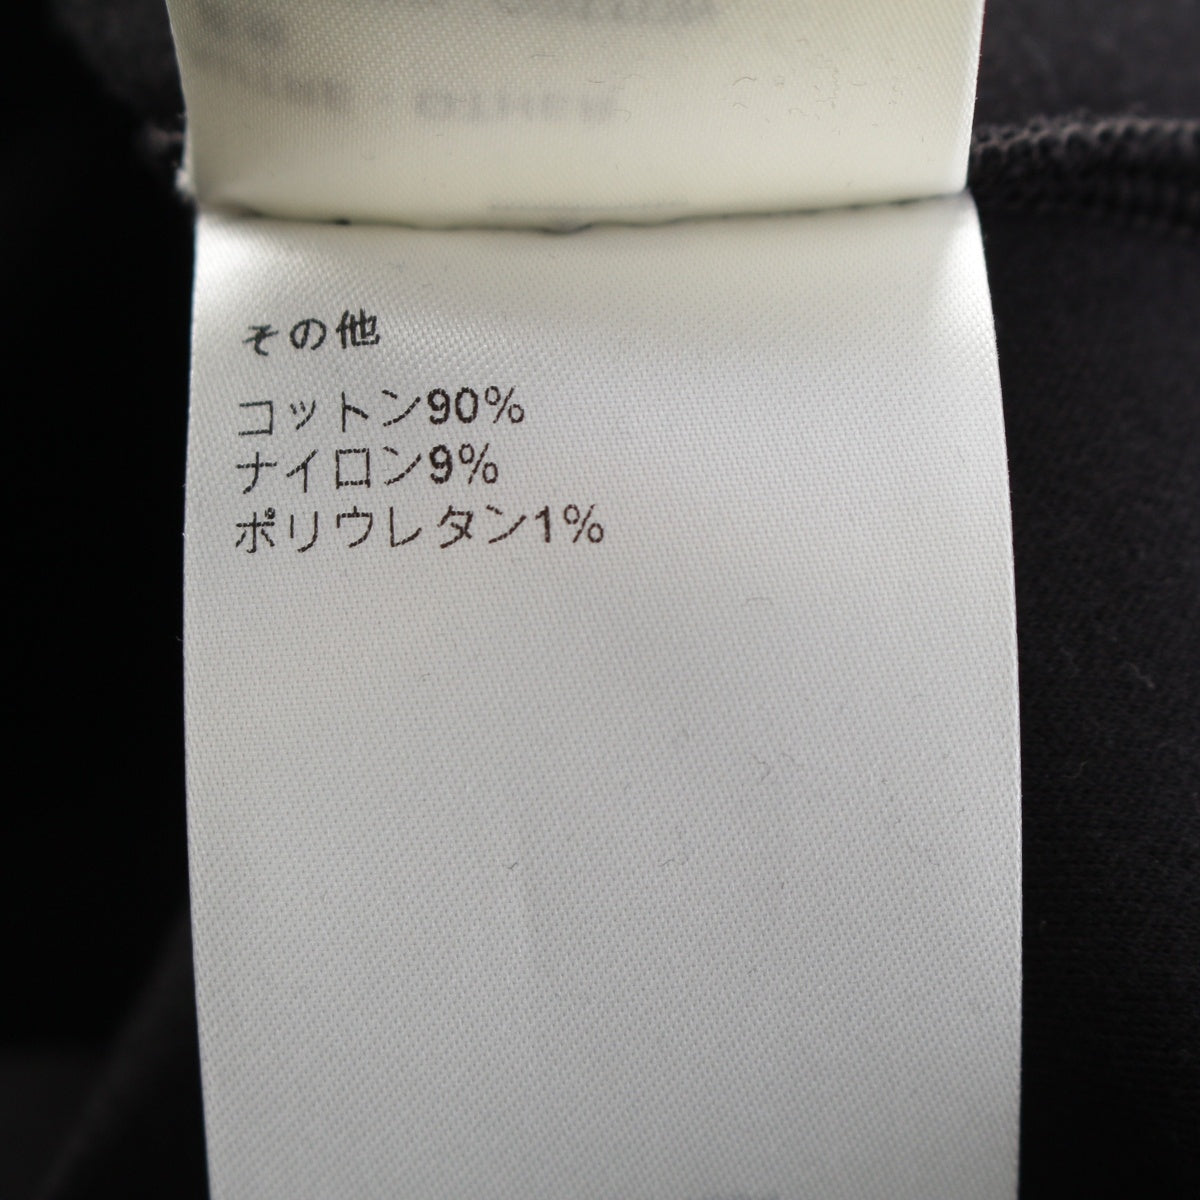 その他
コットン90%
ナイロン9%
ポリウレタン1%